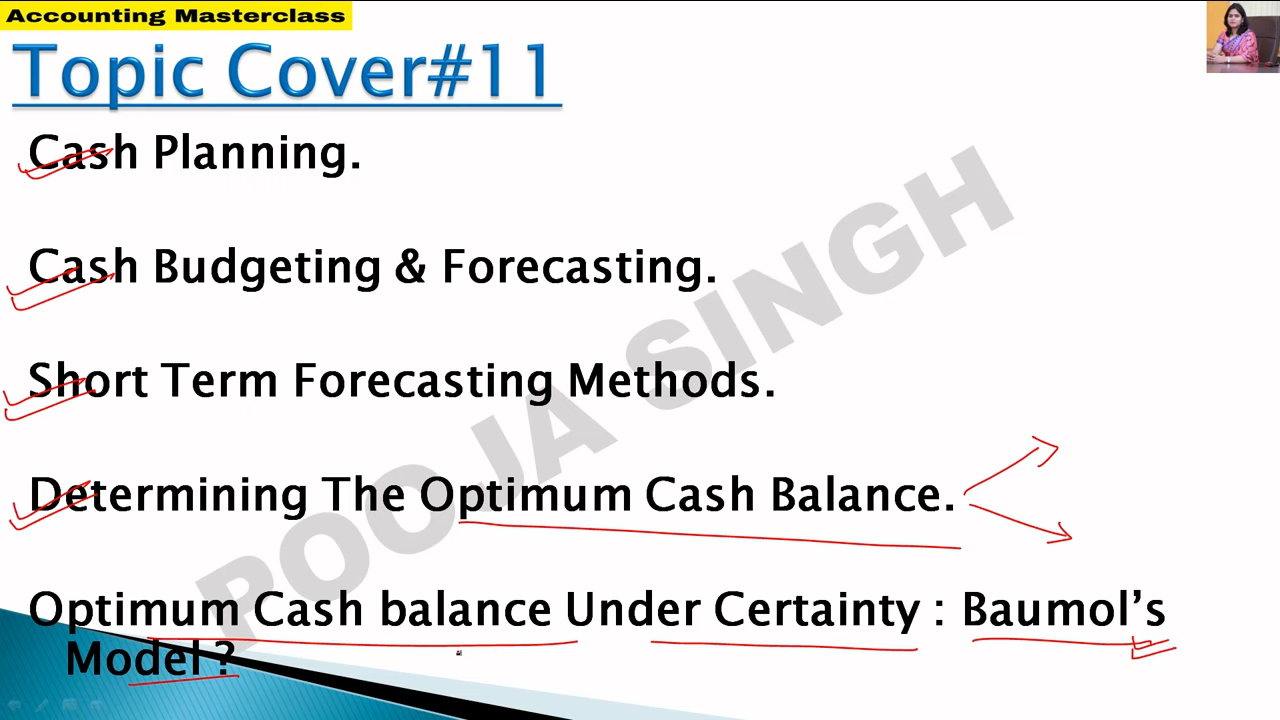 Accounting Masterclass
Topic Cover#11
Cash Planning.
Cash Budgeting & Forecasting.
Short Term Forecasting Methods.
Determining The Optimum Cash Balance.
Optimum Cash balance Under Certainty : Baumol’s
Model ?
POOJA SINGH